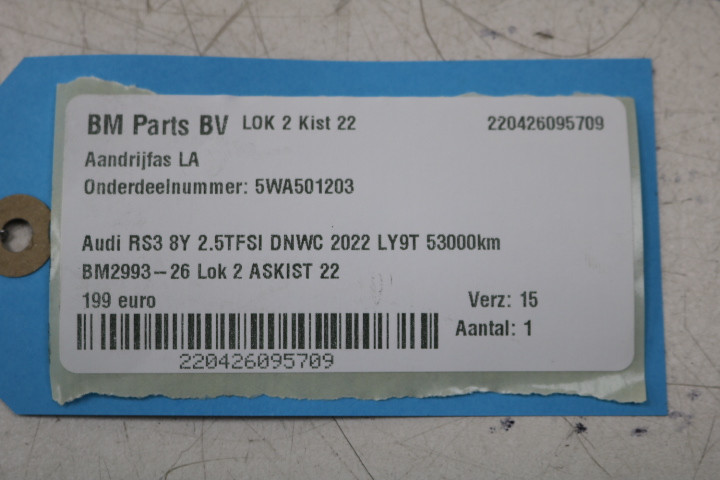 BM Parts BV LOK 2 Kist 22 220426095709
Aandrijfas LA
Onderdeelnummer: 5WA501203
Audi RS3 8Y 2.5TFSI DNWC 2022 LY9T 53000km
BM2993-26 Lok 2 ASKIST 22
199 euro Verz: 15
Aantal: 1
220426095709